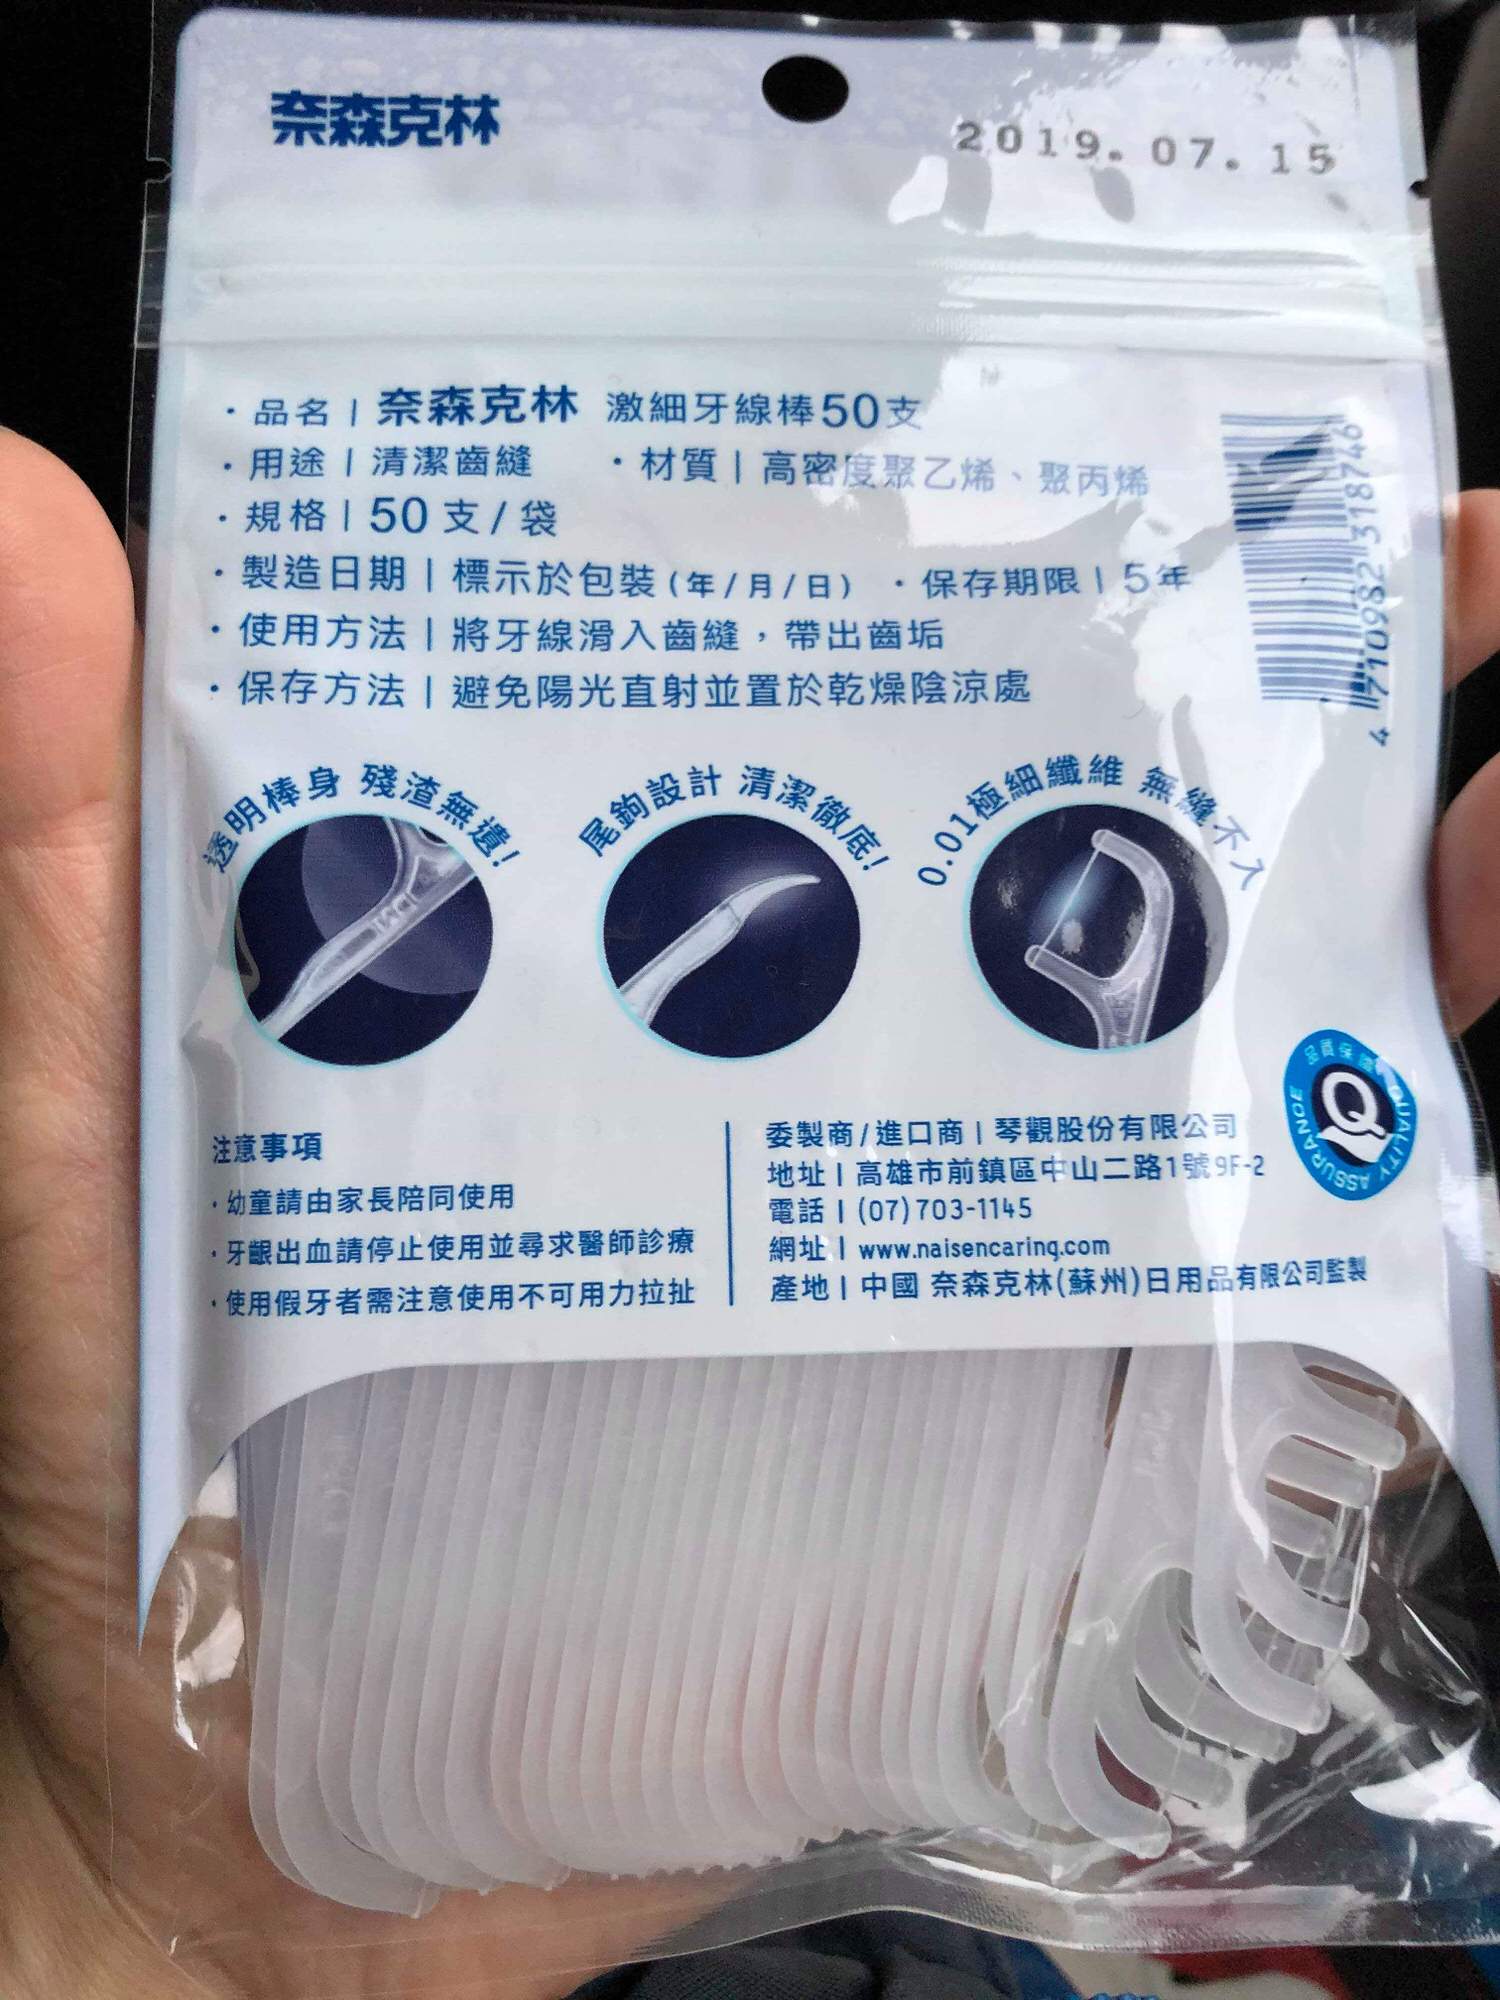 奈森克林
2019.07.15
・品名 | 奈森克林 激細牙線棒50支
・用途 | 清潔齒縫 ・材質 | 高密度聚乙烯、聚丙烯
・規格 | 50支/袋
・製造日期 | 標示於包裝(年/月/日) ・保存期限 | 5年
・使用方法 | 將牙線滑入齒縫，帶出齒垢
・保存方法 | 避免陽光直射並置於乾燥陰涼處
4 710982 318746
透明棒身 殘渣無遺!
尾鉤設計 清潔徹底!
0.01極細纖維 無縫不入
品質保證 QUALITY ASSURANCE
Q
注意事項
・幼童請由家長陪同使用
・牙齦出血請停止使用並尋求醫師診療
・使用假牙者需注意使用不可用力拉扯
委製商/進口商 | 琴觀股份有限公司
地址 | 高雄市前鎮區中山二路1號9F-2
電話 | (07)703-1145
網址 | www.naisencaring.com
產地 | 中國 奈森克林(蘇州)日用品有限公司監製